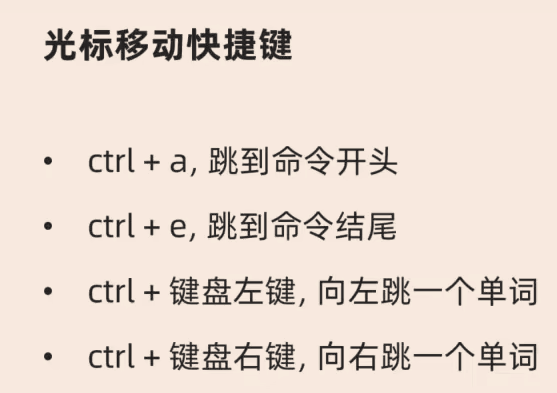 光标移动快捷键
• ctrl + a, 跳到命令开头
• ctrl + e, 跳到命令结尾
• ctrl + 键盘左键, 向左跳一个单词
• ctrl + 键盘右键, 向右跳一个单词